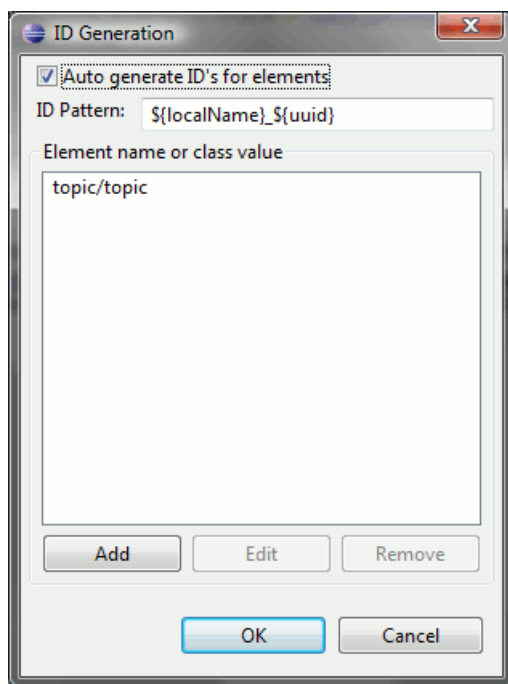 ID Generation
Auto generate ID's for elements
ID Pattern: ${localName}_${uuid}
Element name or class value
topic/topic
Add Edit Remove
OK Cancel